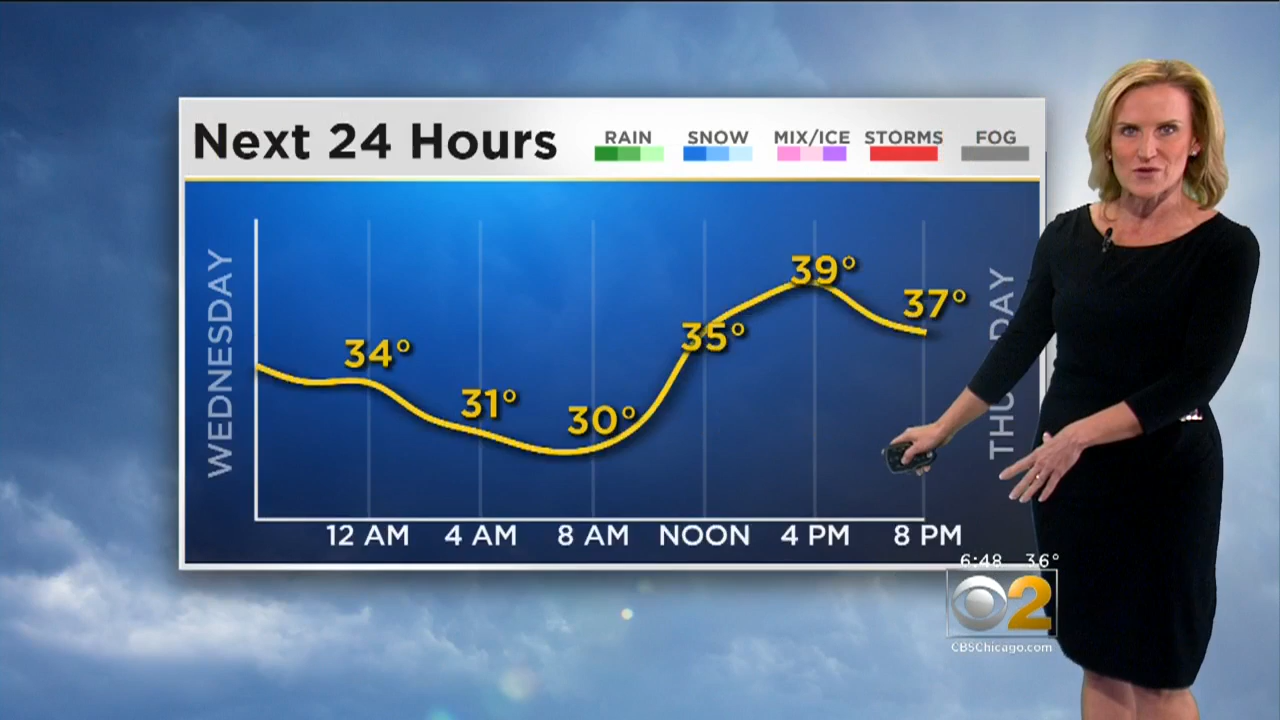 Next 24 Hours
RAIN SNOW MIX/ICE STORMS FOG
WEDNESDAY
34° 31° 30° 35° 39° 37°
12 AM 4 AM 8 AM NOON 4 PM 8 PM
6:48 36°
2
CBSChicago.com